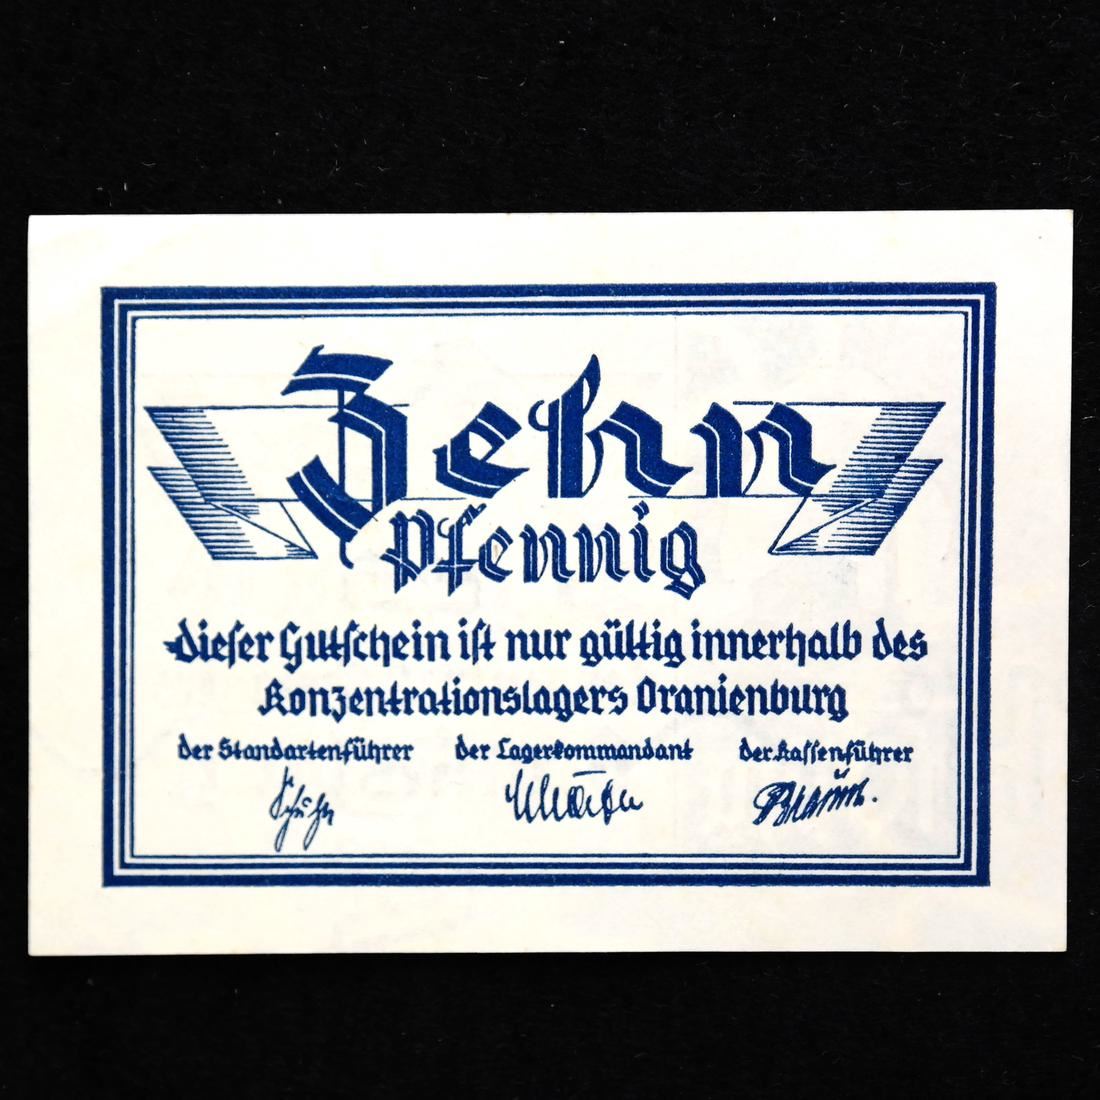 Zehn
Pfennig
Dieser Gutschein ist nur gültig innerhalb des
Konzentrationslagers Oranienburg
der Standartenführer der Lagerkommandant der Kassenführer